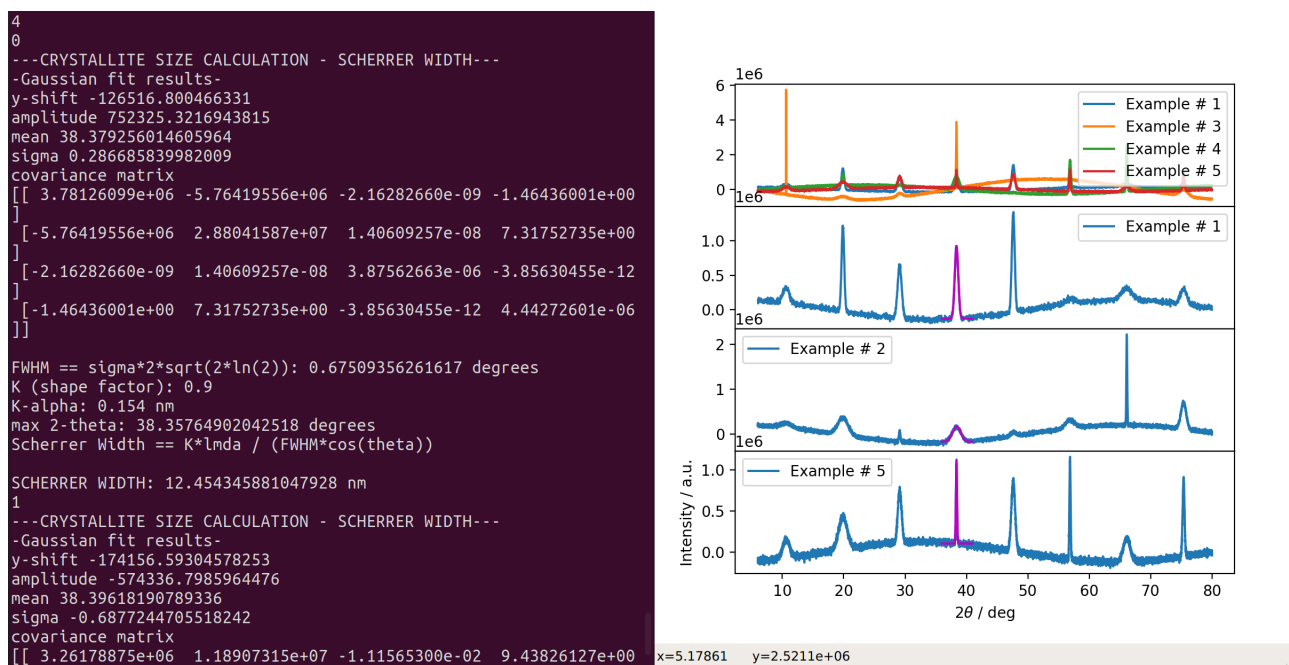 4
0
---CRYSTALLITE SIZE CALCULATION - SCHERRER WIDTH---
-Gaussian fit results-
y-shift -126516.800466331
amplitude 752325.3216943815
mean 38.379256014605964
sigma 0.286685839982009
covariance matrix
[[ 3.78126099e+06 -5.76419556e+06 -2.16282660e-09 -1.46436001e+00
]
 [-5.76419556e+06  2.88041587e+07  1.40609257e-08  7.31752735e+00
]
 [-2.16282660e-09  1.40609257e-08  3.87562663e-06 -3.85630455e-12
]
 [-1.46436001e+00  7.31752735e+00 -3.85630455e-12  4.44272601e-06
]]
FWHM == sigma*2*sqrt(2*ln(2)): 0.67509356261617 degrees
K (shape factor): 0.9
K-alpha: 0.154 nm
max 2-theta: 38.35764902042518 degrees
Scherrer Width == K*lmda / (FWHM*cos(theta))
SCHERRER WIDTH: 12.454345881047928 nm
1
---CRYSTALLITE SIZE CALCULATION - SCHERRER WIDTH---
-Gaussian fit results-
y-shift -174156.59304578253
amplitude -574336.7985964476
mean 38.39618190789336
sigma -0.6877244705518242
covariance matrix
[[ 3.26178875e+06  1.18907315e+07 -1.11565300e-02  9.43826127e+00
1e6
6
4
2
0
Example # 1
Example # 3
Example # 4
Example # 5
1e6
1.0
0.5
0.0
Example # 1
1e6
2
1
0
Example # 2
1e6
1.0
0.5
0.0
Example # 5
Intensity / a.u.
10 20 30 40 50 60 70 80
2θ / deg
x=5.17861 y=2.5211e+06